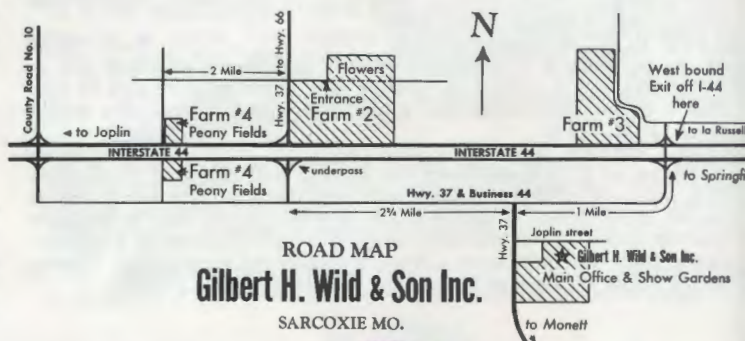 County Road No. 10
to Hwy. 66
N
2 Mile
Hwy. 37
Flowers
Entrance
Farm #2
West bound
Exit off I-44
here
Farm #4
Peony Fields
to Joplin
Farm #3
to la Russell
INTERSTATE 44
INTERSTATE 44
Farm #4
Peony Fields
underpass
to Springf
Hwy. 37 & Business 44
2¾ Mile
1 Mile
Hwy. 37
Joplin street
Gilbert H. Wild & Son Inc.
Main Office & Show Gardens
to Monett
ROAD MAP
Gilbert H. Wild & Son Inc.
SARCOXIE MO.